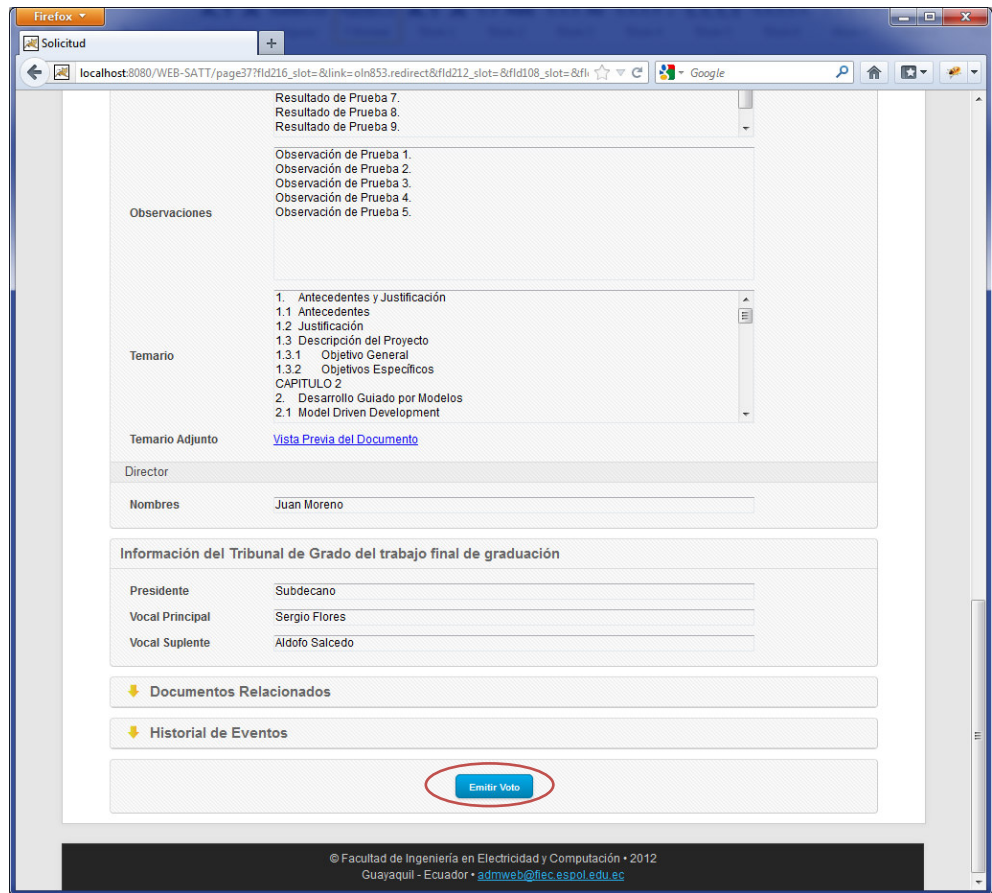 Firefox
Solicitud
localhost:8080/WEB-SATT/page37?fld216_slot=&link=oln853.redirect&fld212_slot=&fld108_slot=&fl
Google
Resultado de Prueba 7.
Resultado de Prueba 8.
Resultado de Prueba 9.
Observaciones
Observación de Prueba 1.
Observación de Prueba 2.
Observación de Prueba 3.
Observación de Prueba 4.
Observación de Prueba 5.
Temario
1. Antecedentes y Justificación
1.1 Antecedentes
1.2 Justificación
1.3 Descripción del Proyecto
1.3.1 Objetivo General
1.3.2 Objetivos Específicos
CAPITULO 2
2. Desarrollo Guiado por Modelos
2.1 Model Driven Development
Temario Adjunto Vista Previa del Documento
Director
Nombres Juan Moreno
Información del Tribunal de Grado del trabajo final de graduación
Presidente Subdecano
Vocal Principal Sergio Flores
Vocal Suplente Aldofo Salcedo
Documentos Relacionados
Historial de Eventos
Emitir Voto
© Facultad de Ingeniería en Electricidad y Computación • 2012
Guayaquil - Ecuador • admweb@fiec.espol.edu.ec